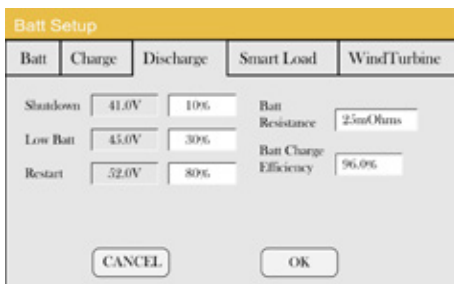 Batt Setup
Batt Charge Discharge Smart Load WindTurbine
Shutdown 41.0V 10%
Low Batt 45.0V 30%
Restart 52.0V 80%
Batt
Resistance 25mOhms
Batt Charge
Efficiency 96.0%
CANCEL OK